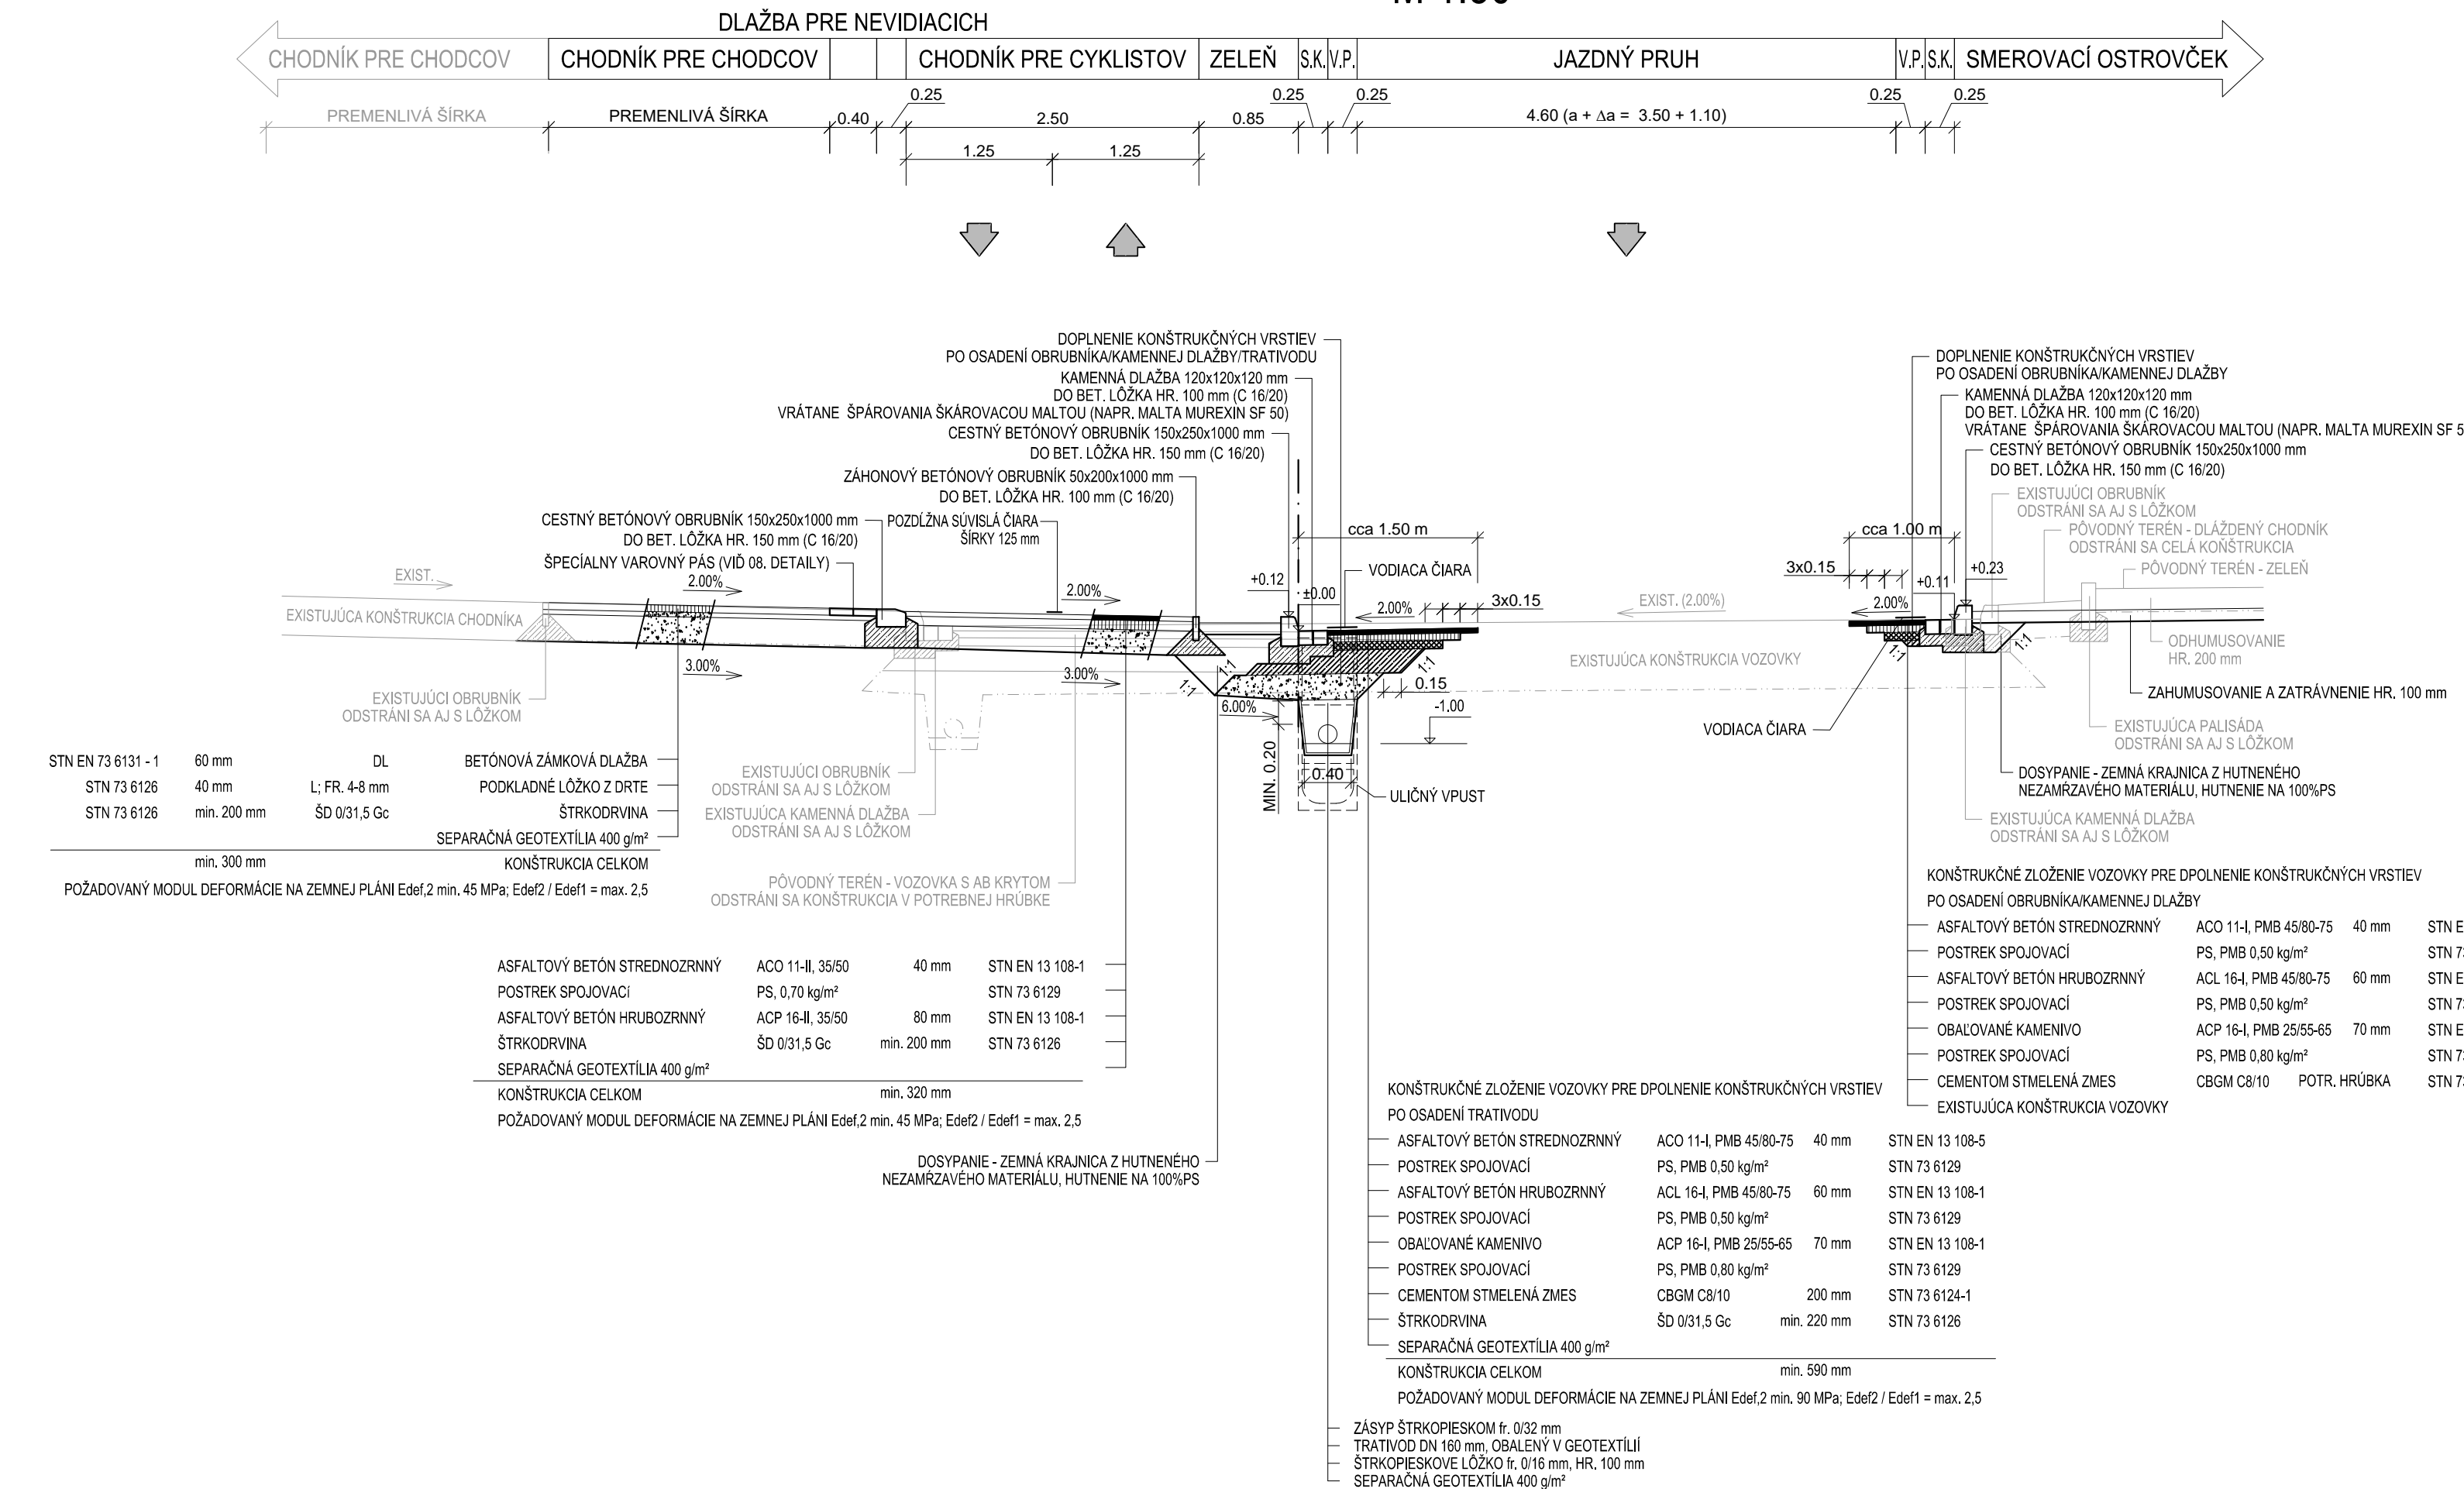 DLAŽBA PRE NEVIDIACICH
CHODNÍK PRE CHODCOV CHODNÍK PRE CHODCOV CHODNÍK PRE CYKLISTOV ZELEŇ S.K. V.P. JAZDNÝ PRUH V.P. S.K. SMEROVACÍ OSTROVČEK
0.25 0.25 0.25 0.25 0.25
PREMENLIVÁ ŠÍRKA PREMENLIVÁ ŠÍRKA 0.40 2.50 0.85 4.60 (a + Δa = 3.50 + 1.10)
1.25 1.25
DOPLNENIE KONŠTRUKČNÝCH VRSTIEV
PO OSADENÍ OBRUBNÍKA/KAMENNEJ DLAŽBY/TRATIVODU
KAMENNÁ DLAŽBA 120x120x120 mm
DO BET. LÔŽKA HR. 100 mm (C 16/20)
VRÁTANE ŠPÁROVANIA ŠKÁROVACOU MALTOU (NAPR. MALTA MUREXIN SF 50)
CESTNÝ BETÓNOVÝ OBRUBNÍK 150x250x1000 mm
DO BET. LÔŽKA HR. 150 mm (C 16/20)
ZÁHONOVÝ BETÓNOVÝ OBRUBNÍK 50x200x1000 mm
DO BET. LÔŽKA HR. 100 mm (C 16/20)
CESTNÝ BETÓNOVÝ OBRUBNÍK 150x250x1000 mm
DO BET. LÔŽKA HR. 150 mm (C 16/20)
ŠPECÍALNY VAROVNÝ PÁS (VIĎ 08. DETAILY)
POZDĹŽNA SÚVISLÁ ČIARA
ŠÍRKY 125 mm
DOPLNENIE KONŠTRUKČNÝCH VRSTIEV
PO OSADENÍ OBRUBNÍKA/KAMENNEJ DLAŽBY
KAMENNÁ DLAŽBA 120x120x120 mm
DO BET. LÔŽKA HR. 100 mm (C 16/20)
VRÁTANE ŠPÁROVANIA ŠKÁROVACOU MALTOU (NAPR. MALTA MUREXIN SF 5
CESTNÝ BETÓNOVÝ OBRUBNÍK 150x250x1000 mm
DO BET. LÔŽKA HR. 150 mm (C 16/20)
EXISTUJÚCI OBRUBNÍK
ODSTRÁNI SA AJ S LÔŽKOM
PÔVODNÝ TERÉN - DLÁŽDENÝ CHODNÍK
ODSTRÁNI SA CELÁ KONŠTRUKCIA
PÔVODNÝ TERÉN - ZELEŇ
cca 1.50 m
cca 1.00 m
VODIACA ČIARA
EXIST.
2.00%
2.00%
+0.12
±0.00
2.00%
3x0.15
EXIST. (2.00%)
3x0.15
2.00%
+0.11
+0.23
EXISTUJÚCA KONŠTRUKCIA CHODNÍKA
3.00%
3.00%
1:1
1:1
1:1
6.00%
MIN. 0.20
0.40
0.15
-1.00
EXISTUJÚCA KONŠTRUKCIA VOZOVKY
1:1
1:1
ODHUMUSOVANIE
HR. 200 mm
ZAHUMUSOVANIE A ZATRÁVNENIE HR. 100 mm
VODIACA ČIARA
EXISTUJÚCA PALISÁDA
ODSTRÁNI SA AJ S LÔŽKOM
DOSYPANIE - ZEMNÁ KRAJNICA Z HUTNENÉHO
NEZAMŔZAVÉHO MATERIÁLU, HUTNENIE NA 100%PS
EXISTUJÚCA KAMENNÁ DLAŽBA
ODSTRÁNI SA AJ S LÔŽKOM
ULIČNÝ VPUST
EXISTUJÚCI OBRUBNÍK
ODSTRÁNI SA AJ S LÔŽKOM
STN EN 73 6131 - 1 60 mm DL BETÓNOVÁ ZÁMKOVÁ DLAŽBA
STN 73 6126 40 mm L; FR. 4-8 mm PODKLADNÉ LÔŽKO Z DRTE
STN 73 6126 min. 200 mm ŠD 0/31,5 Gc ŠTRKODRVINA
SEPARAČNÁ GEOTEXTÍLIA 400 g/m²
min. 300 mm KONŠTRUKCIA CELKOM
POŽADOVANÝ MODUL DEFORMÁCIE NA ZEMNEJ PLÁNI Edef,2 min. 45 MPa; Edef2 / Edef1 = max. 2,5
EXISTUJÚCI OBRUBNÍK
ODSTRÁNI SA AJ S LÔŽKOM
EXISTUJÚCA KAMENNÁ DLAŽBA
ODSTRÁNI SA AJ S LÔŽKOM
PÔVODNÝ TERÉN - VOZOVKA S AB KRYTOM
ODSTRÁNI SA KONŠTRUKCIA V POTREBNEJ HRÚBKE
ASFALTOVÝ BETÓN STREDNOZRNNÝ ACO 11-II, 35/50 40 mm STN EN 13 108-1
POSTREK SPOJOVACí PS, 0,70 kg/m² STN 73 6129
ASFALTOVÝ BETÓN HRUBOZRNNÝ ACP 16-II, 35/50 80 mm STN EN 13 108-1
ŠTRKODRVINA ŠD 0/31,5 Gc min. 200 mm STN 73 6126
SEPARAČNÁ GEOTEXTÍLIA 400 g/m²
KONŠTRUKCIA CELKOM min. 320 mm
POŽADOVANÝ MODUL DEFORMÁCIE NA ZEMNEJ PLÁNI Edef,2 min. 45 MPa; Edef2 / Edef1 = max. 2,5
DOSYPANIE - ZEMNÁ KRAJNICA Z HUTNENÉHO
NEZAMŔZAVÉHO MATERIÁLU, HUTNENIE NA 100%PS
KONŠTRUKČNÉ ZLOŽENIE VOZOVKY PRE DPOLNENIE KONŠTRUKČNÝCH VRSTIEV
PO OSADENÍ OBRUBNÍKA/KAMENNEJ DLAŽBY
ASFALTOVÝ BETÓN STREDNOZRNNÝ ACO 11-I, PMB 45/80-75 40 mm STN E
POSTREK SPOJOVACÍ PS, PMB 0,50 kg/m² STN 7
ASFALTOVÝ BETÓN HRUBOZRNNÝ ACL 16-I, PMB 45/80-75 60 mm STN E
POSTREK SPOJOVACÍ PS, PMB 0,50 kg/m² STN 7
OBAĽOVANÉ KAMENIVO ACP 16-I, PMB 25/55-65 70 mm STN E
POSTREK SPOJOVACÍ PS, PMB 0,80 kg/m² STN 7
CEMENTOM STMELENÁ ZMES CBGM C8/10 POTR. HRÚBKA STN 7
EXISTUJÚCA KONŠTRUKCIA VOZOVKY
KONŠTRUKČNÉ ZLOŽENIE VOZOVKY PRE DPOLNENIE KONŠTRUKČNÝCH VRSTIEV
PO OSADENÍ TRATIVODU
ASFALTOVÝ BETÓN STREDNOZRNNÝ ACO 11-I, PMB 45/80-75 40 mm STN EN 13 108-5
POSTREK SPOJOVACÍ PS, PMB 0,50 kg/m² STN 73 6129
ASFALTOVÝ BETÓN HRUBOZRNNÝ ACL 16-I, PMB 45/80-75 60 mm STN EN 13 108-1
POSTREK SPOJOVACÍ PS, PMB 0,50 kg/m² STN 73 6129
OBAĽOVANÉ KAMENIVO ACP 16-I, PMB 25/55-65 70 mm STN EN 13 108-1
POSTREK SPOJOVACÍ PS, PMB 0,80 kg/m² STN 73 6129
CEMENTOM STMELENÁ ZMES CBGM C8/10 200 mm STN 73 6124-1
ŠTRKODRVINA ŠD 0/31,5 Gc min. 220 mm STN 73 6126
SEPARAČNÁ GEOTEXTÍLIA 400 g/m²
KONŠTRUKCIA CELKOM min. 590 mm
POŽADOVANÝ MODUL DEFORMÁCIE NA ZEMNEJ PLÁNI Edef,2 min. 90 MPa; Edef2 / Edef1 = max. 2,5
ZÁSYP ŠTRKOPIESKOM fr. 0/32 mm
TRATIVOD DN 160 mm, OBALENÝ V GEOTEXTÍLIÍ
ŠTRKOPIESKOVE LÔŽKO fr. 0/16 mm, HR. 100 mm
SEPARAČNÁ GEOTEXTÍLIA 400 g/m²